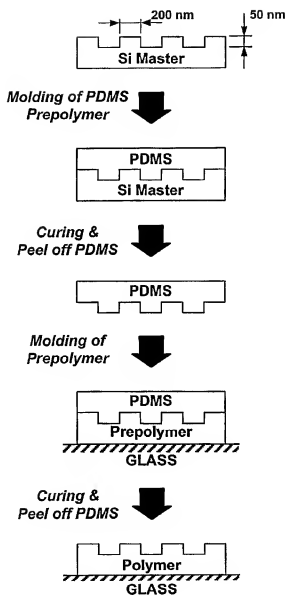 200 nm
50 nm
Si Master
Molding of PDMS
Prepolymer
PDMS
Si Master
Curing &
Peel off PDMS
PDMS
Molding of
Prepolymer
PDMS
Prepolymer
GLASS
Curing &
Peel off PDMS
Polymer
GLASS